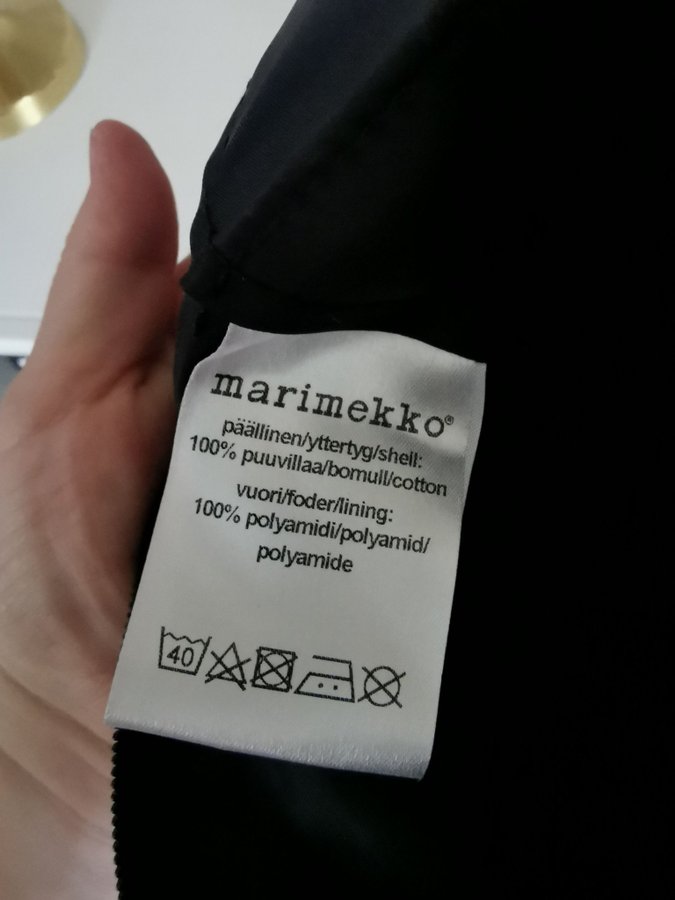 marimekko®
päällinen/yttertyg/shell:
100% puuvillaa/bomull/cotton
vuori/foder/lining:
100% polyamidi/polyamid/
polyamide
40